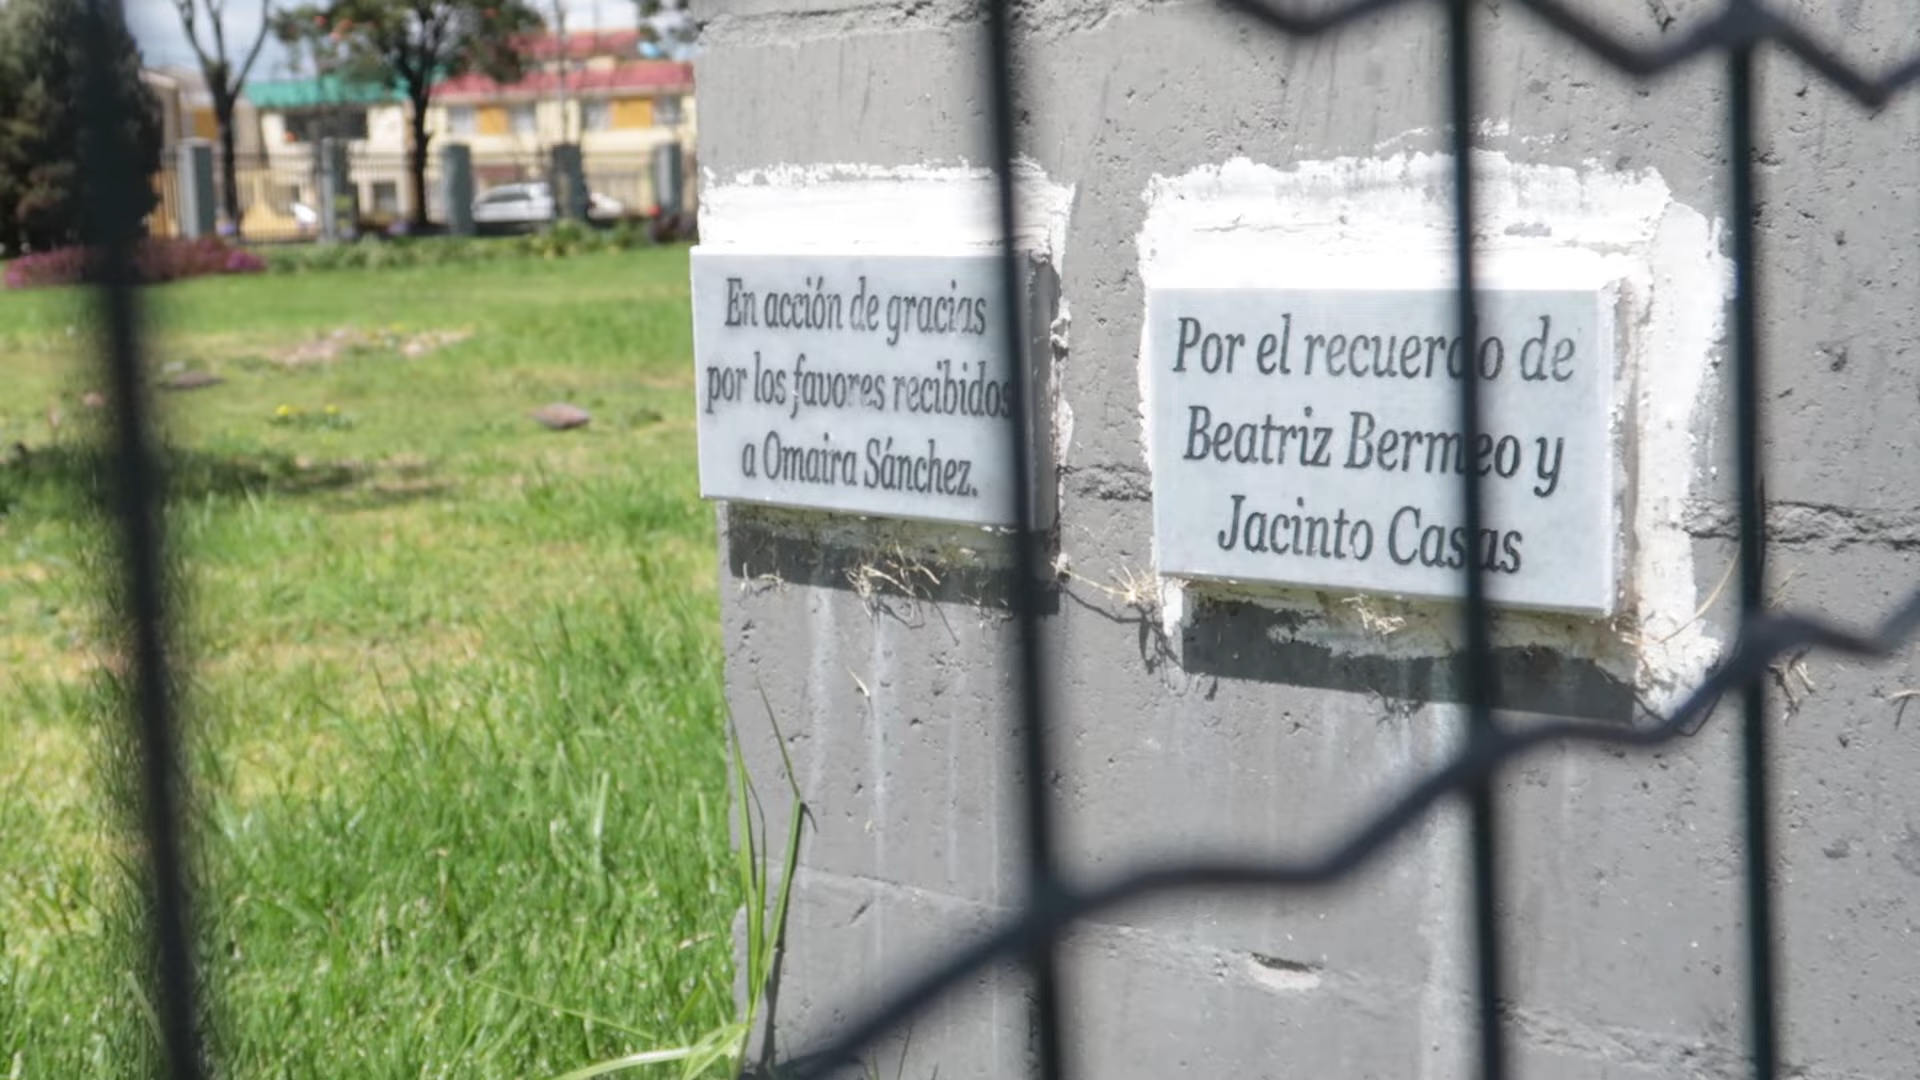 En acción de gracias
por los favores recibidos
a Omaira Sánchez.
Por el recuerdo de
Beatriz Bermeo y
Jacinto Casas